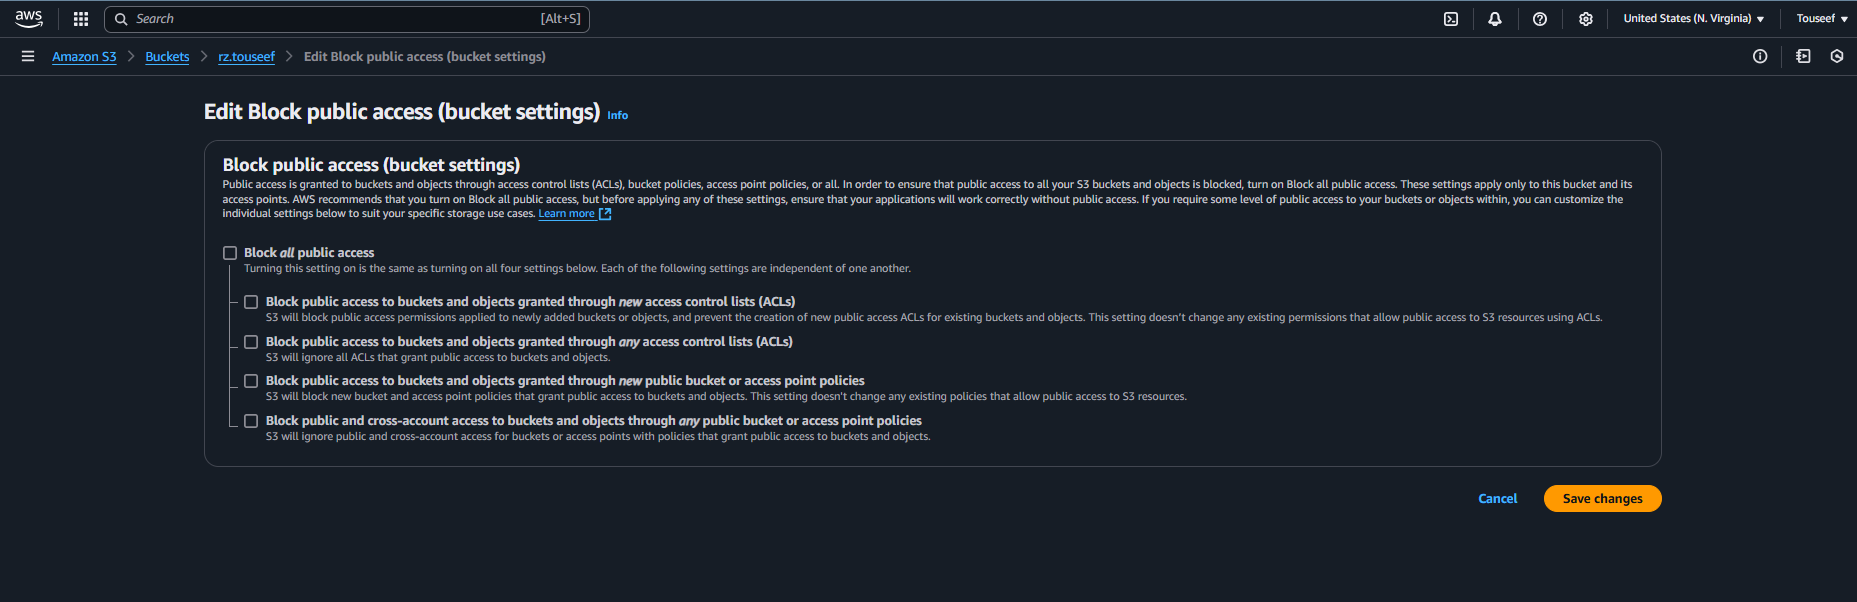 aws
Search
[Alt+S]
United States (N. Virginia)
Touseef
Amazon S3
Buckets
rz.touseef
Edit Block public access (bucket settings)
Edit Block public access (bucket settings) Info
Block public access (bucket settings)
Public access is granted to buckets and objects through access control lists (ACLs), bucket policies, access point policies, or all. In order to ensure that public access to all your S3 buckets and objects is blocked, turn on Block all public access. These settings apply only to this bucket and its
access points. AWS recommends that you turn on Block all public access, but before applying any of these settings, ensure that your applications will work correctly without public access. If you require some level of public access to your buckets or objects within, you can customize the
individual settings below to suit your specific storage use cases. Learn more
Block all public access
Turning this setting on is the same as turning on all four settings below. Each of the following settings are independent of one another.
Block public access to buckets and objects granted through new access control lists (ACLs)
S3 will block public access permissions applied to newly added buckets or objects, and prevent the creation of new public access ACLs for existing buckets and objects. This setting doesn't change any existing permissions that allow public access to S3 resources using ACLs.
Block public access to buckets and objects granted through any access control lists (ACLs)
S3 will ignore all ACLs that grant public access to buckets and objects.
Block public access to buckets and objects granted through new public bucket or access point policies
S3 will block new bucket and access point policies that grant public access to buckets and objects. This setting doesn't change any existing policies that allow public access to S3 resources.
Block public and cross-account access to buckets and objects through any public bucket or access point policies
S3 will ignore public and cross-account access for buckets or access points with policies that grant public access to buckets and objects.
Cancel
Save changes